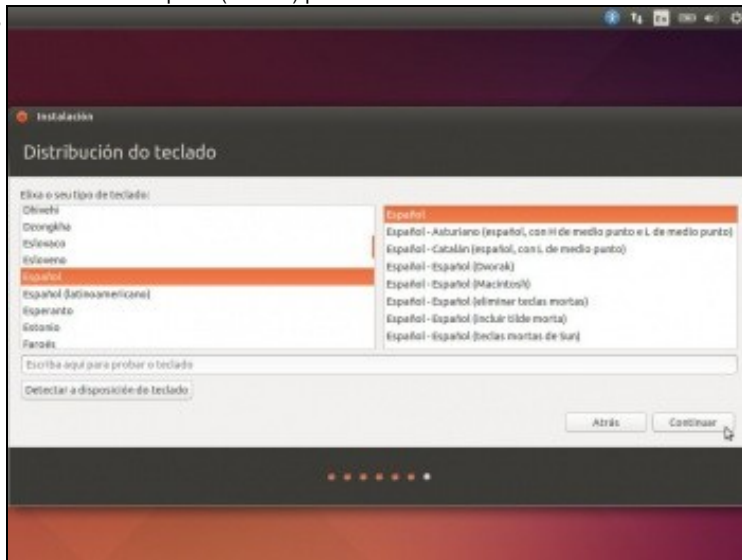 Es
Instalación
Distribución do teclado
Elixa o seu tipo de teclado:
Dhivehi
Dzongkha
Eslovaco
Esloveno
Español
Español (latinoamericano)
Esperanto
Estonio
Faroés
Español
Español - Asturiano (español, con H de medio punto e L de medio punto)
Español - Catalán (español, con L de medio punto)
Español - Español (Dvorak)
Español - Español (Macintosh)
Español - Español (eliminar teclas mortas)
Español - Español (incluír tilde morta)
Español - Español (teclas mortas de Sun)
Escriba aquí para probar o teclado
Detectar a disposición do teclado
Atrás
Continuar